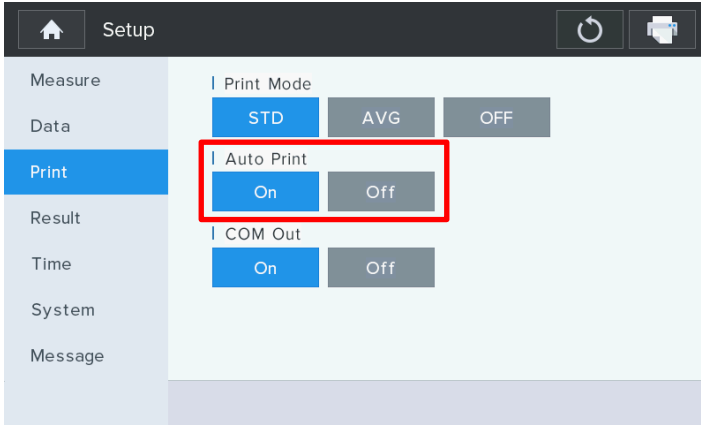 Setup
Measure
Data
Print
Result
Time
System
Message
Print Mode
STD AVG OFF
Auto Print
On Off
COM Out
On Off